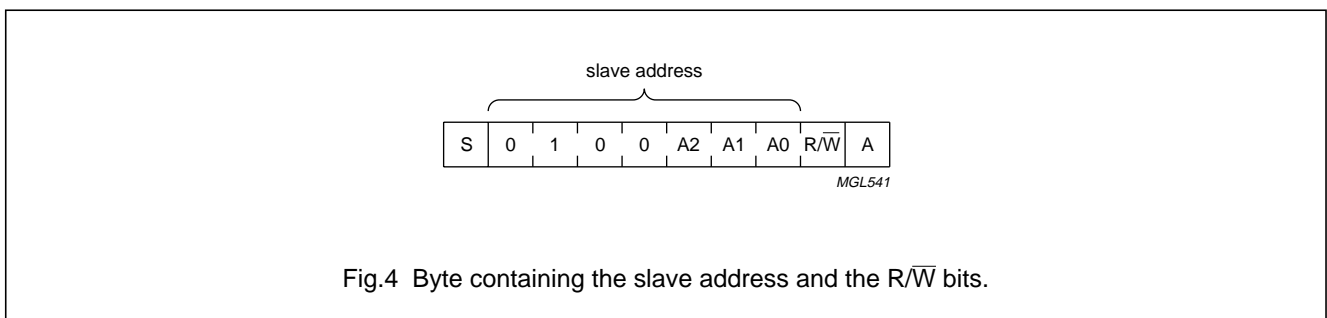 slave address
S 0 1 0 0 A2 A1 A0 R/W̅ A
MGL541
Fig.4 Byte containing the slave address and the R/W̅ bits.